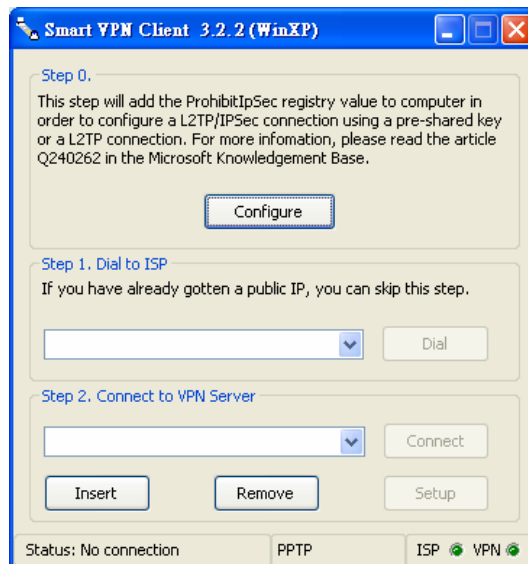 Smart VPN Client 3.2.2 (WinXP)
Step 0.
This step will add the ProhibitIpSec registry value to computer in
order to configure a L2TP/IPSec connection using a pre-shared key
or a L2TP connection. For more infomation, please read the article
Q240262 in the Microsoft Knowledgement Base.
Configure
Step 1. Dial to ISP
If you have already gotten a public IP, you can skip this step.
Dial
Step 2. Connect to VPN Server
Connect
Insert Remove Setup
Status: No connection PPTP ISP VPN